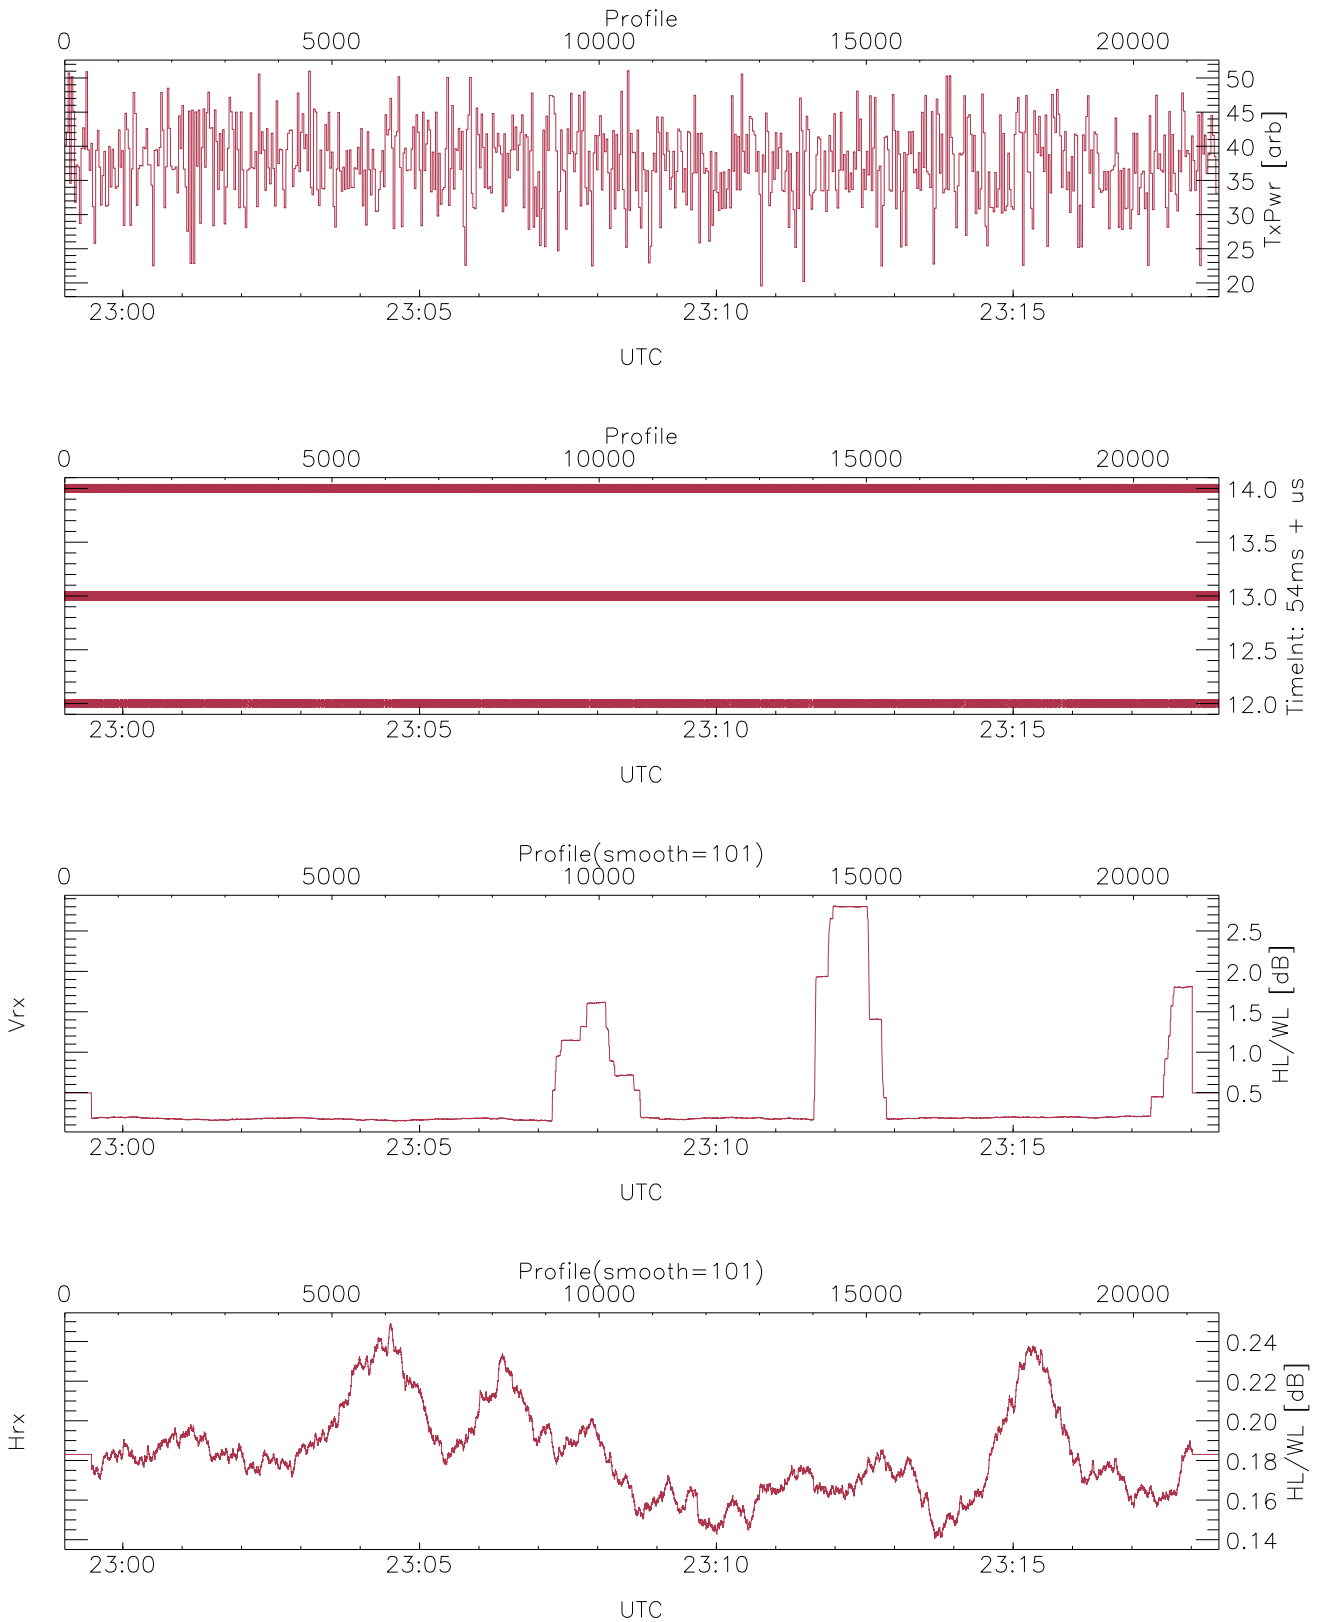 Profile
0 5000 10000 15000 20000
50
45
40
35
30
25
20
TxPwr [arb]
23:00 23:05 23:10 23:15
UTC
Profile
0 5000 10000 15000 20000
14.0
13.5
13.0
12.5
12.0
TimeInt: 54ms + us
23:00 23:05 23:10 23:15
UTC
Profile(smooth=101)
0 5000 10000 15000 20000
Vrx
2.5
2.0
1.5
1.0
0.5
HL/WL [dB]
23:00 23:05 23:10 23:15
UTC
Profile(smooth=101)
0 5000 10000 15000 20000
Hrx
0.24
0.22
0.20
0.18
0.16
0.14
HL/WL [dB]
23:00 23:05 23:10 23:15
UTC